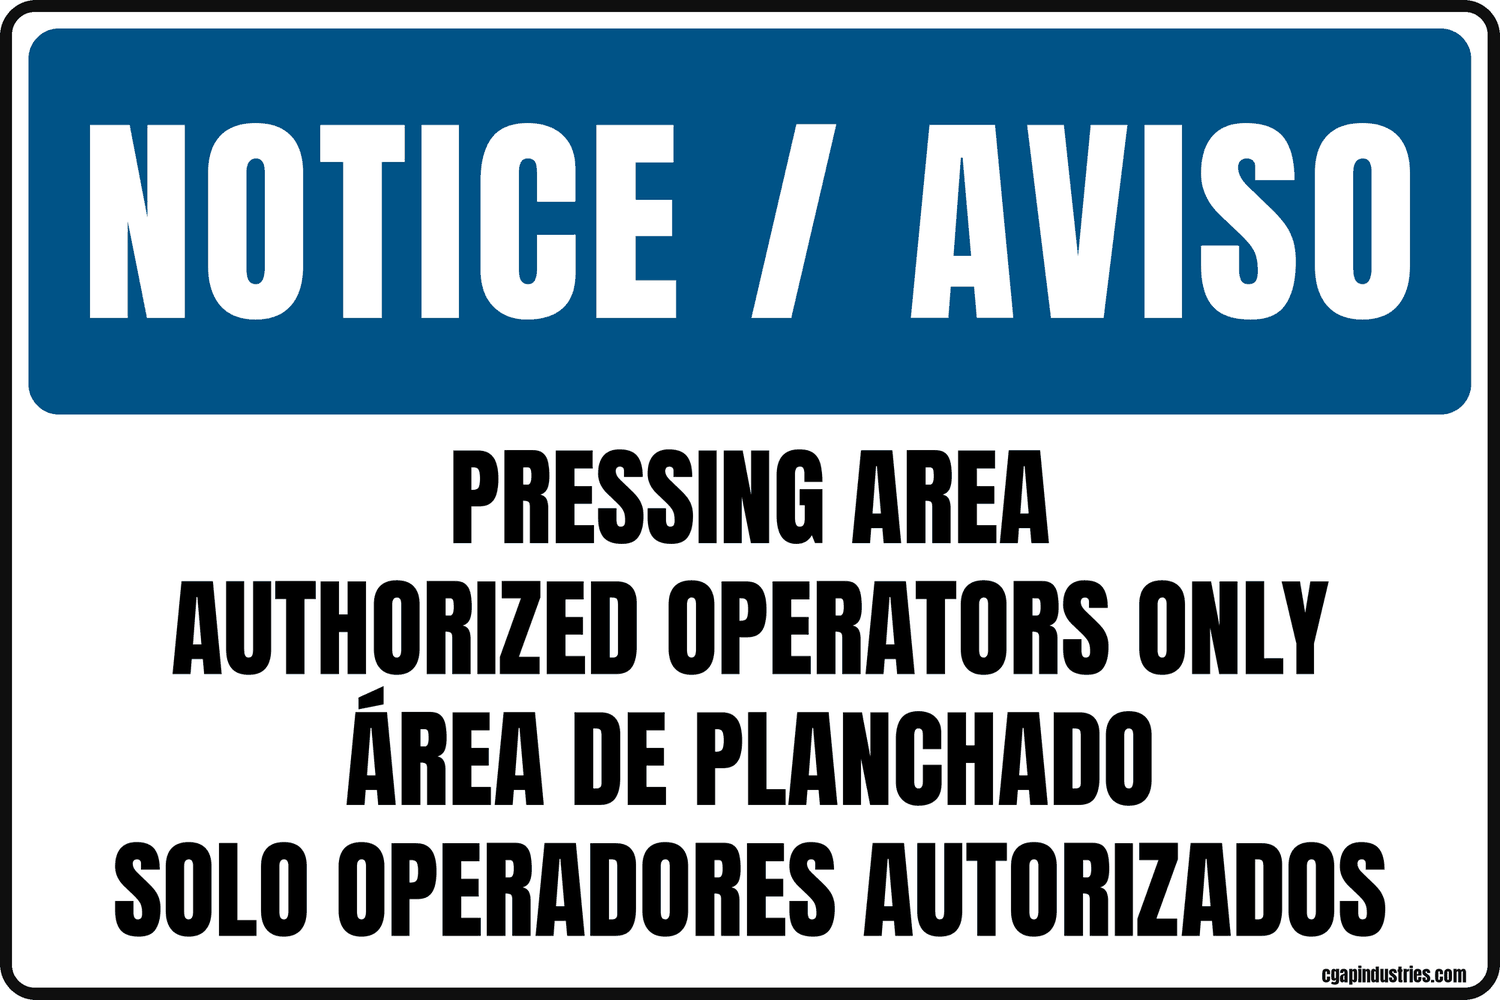 NOTICE / AVISO
PRESSING AREA
AUTHORIZED OPERATORS ONLY
ÁREA DE PLANCHADO
SOLO OPERADORES AUTORIZADOS
cgapindustries.com